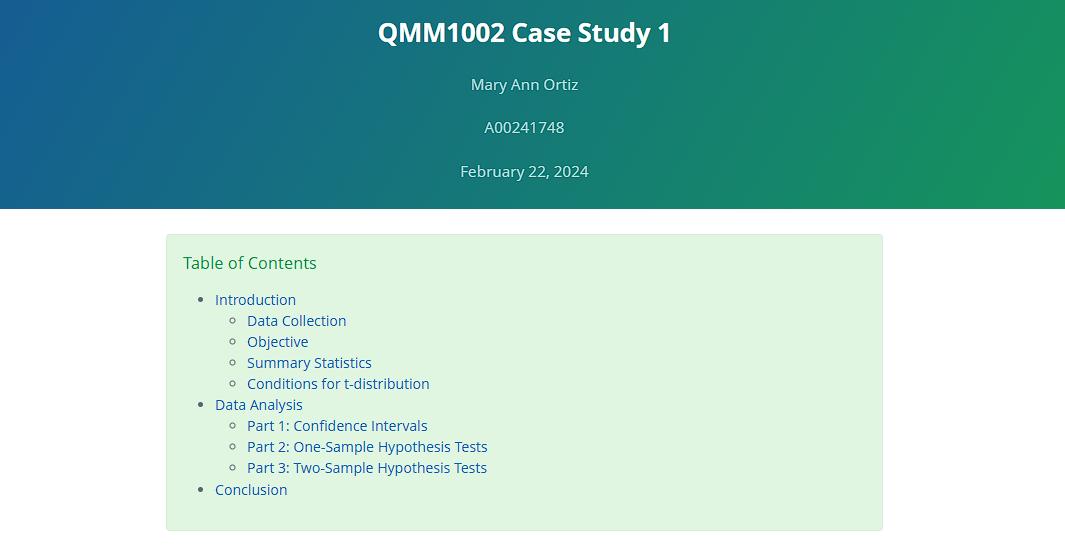 QMM1002 Case Study 1
Mary Ann Ortiz
A00241748
February 22, 2024
Table of Contents
Introduction
Data Collection
Objective
Summary Statistics
Conditions for t-distribution
Data Analysis
Part 1: Confidence Intervals
Part 2: One-Sample Hypothesis Tests
Part 3: Two-Sample Hypothesis Tests
Conclusion